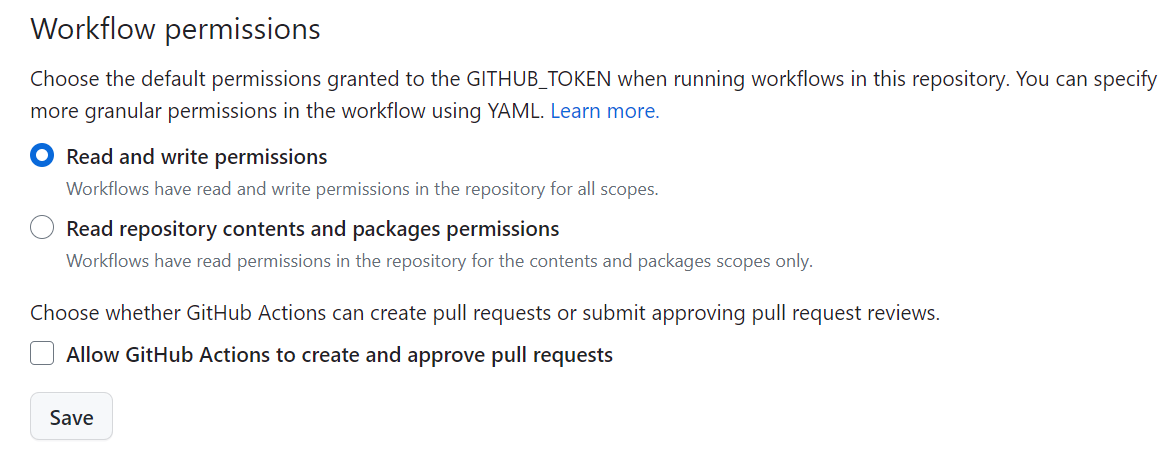 Workflow permissions
Choose the default permissions granted to the GITHUB_TOKEN when running workflows in this repository. You can specify
more granular permissions in the workflow using YAML. Learn more.
Read and write permissions
Workflows have read and write permissions in the repository for all scopes.
Read repository contents and packages permissions
Workflows have read permissions in the repository for the contents and packages scopes only.
Choose whether GitHub Actions can create pull requests or submit approving pull request reviews.
Allow GitHub Actions to create and approve pull requests
Save